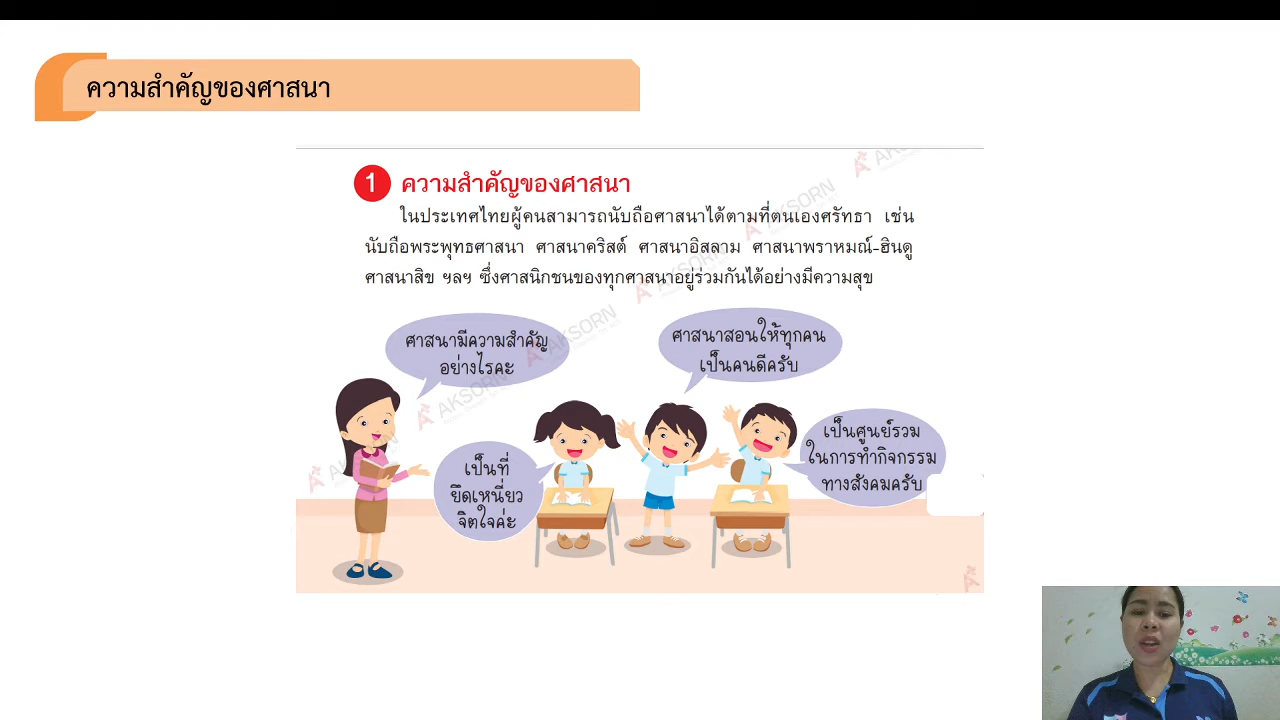 ความสำคัญของศาสนา
1 ความสำคัญของศาสนา
ในประเทศไทยผู้คนสามารถนับถือศาสนาได้ตามที่ตนเองศรัทธา เช่น
นับถือพระพุทธศาสนา ศาสนาคริสต์ ศาสนาอิสลาม ศาสนาพราหมณ์-ฮินดู
ศาสนาสิข ฯลฯ ซึ่งศาสนิกชนของทุกศาสนาอยู่ร่วมกันได้อย่างมีความสุข
ศาสนามีความสำคัญ
อย่างไรคะ
ศาสนาสอนให้ทุกคน
เป็นคนดีครับ
เป็นที่
ยึดเหนี่ยว
จิตใจค่ะ
เป็นศูนย์รวม
ในการทำกิจกรรม
ทางสังคมครับ
AKSORN
AKSORN
AKSORN
AKSORN